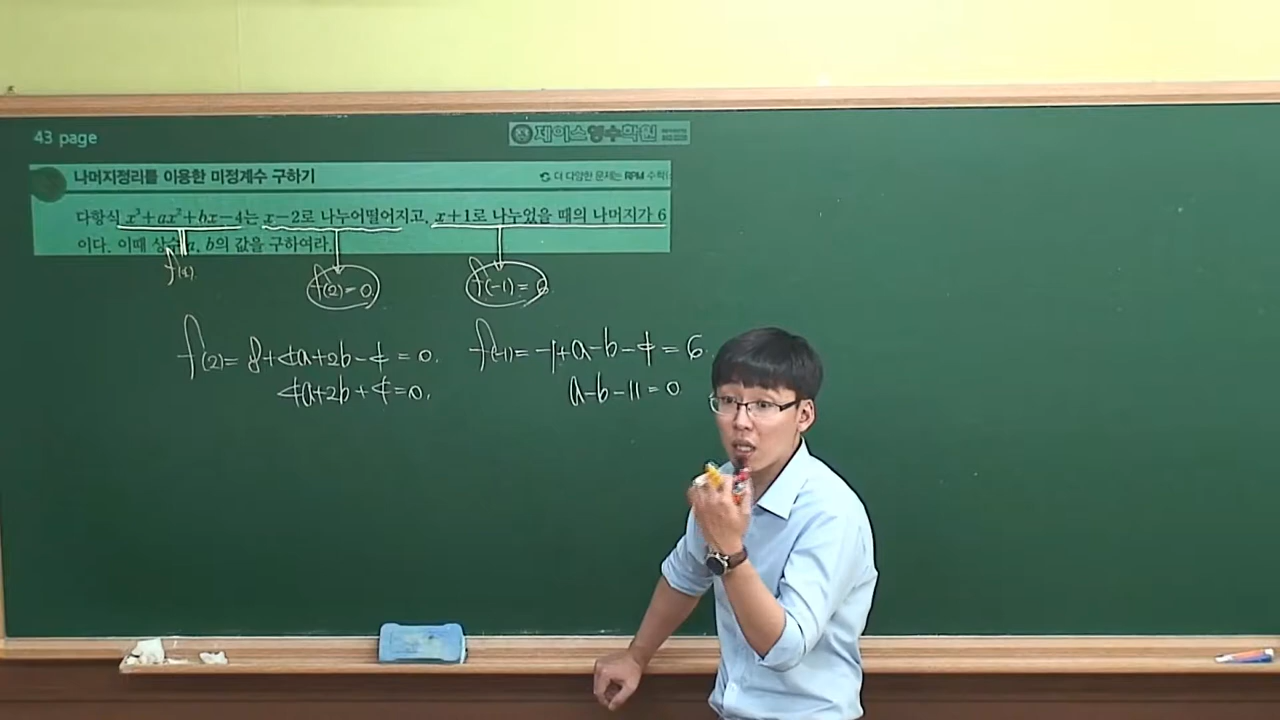 43 page
제이스영수학원
나머지정리를 이용한 미정계수 구하기
더 다양한 문제는 RPM 수학
다항식 x³+ax²+bx−4는 x−2로 나누어떨어지고, x+1로 나누었을 때의 나머지가 6
이다. 이때 상수 a, b의 값을 구하여라.
f(x) f(2)=0. f(-1)=6
f(2)=8+4a+2b-4=0. f(-1)=-1+a-b-4=6.
4a+2b+4=0. a-b-11=0.